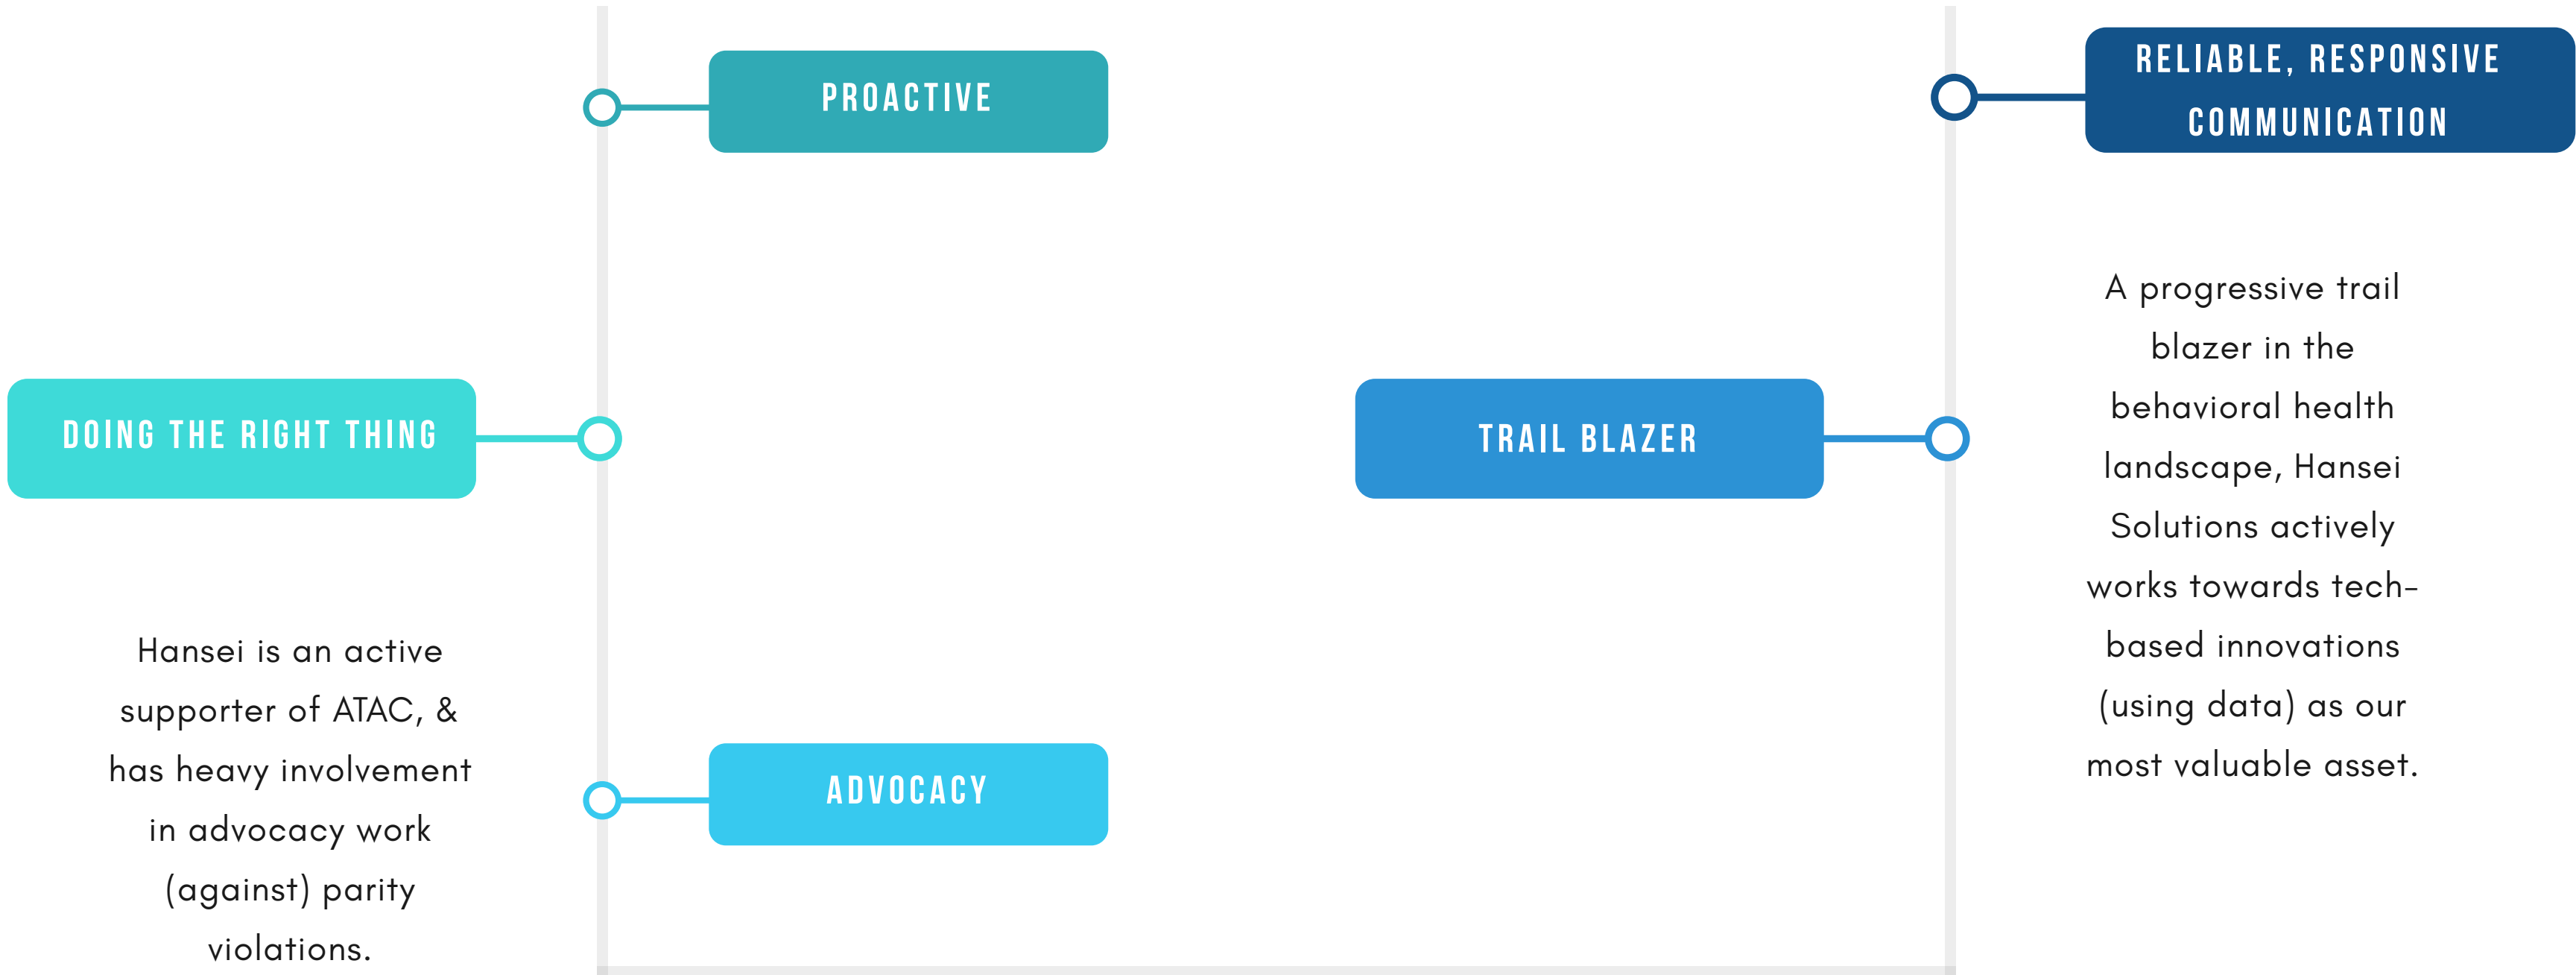 PROACTIVE
DOING THE RIGHT THING
Hansei is an active
supporter of ATAC, &
has heavy involvement
in advocacy work
(against) parity
violations.
ADVOCACY
RELIABLE, RESPONSIVE
COMMUNICATION
TRAIL BLAZER
A progressive trail
blazer in the
behavioral health
landscape, Hansei
Solutions actively
works towards tech-
based innovations
(using data) as our
most valuable asset.